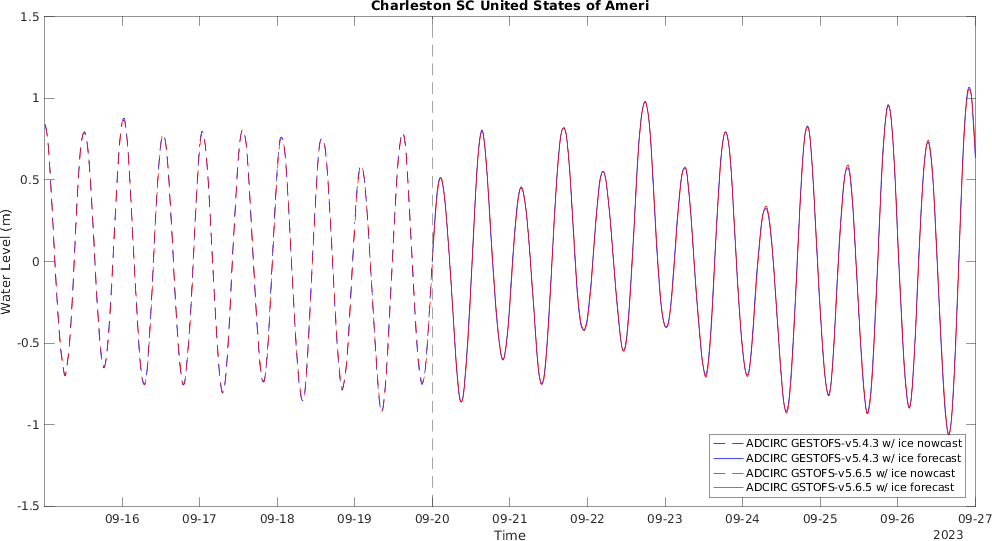 Charleston SC United States of Ameri
1.5
1
0.5
0
-0.5
-1
-1.5
Water Level (m)
09-16 09-17 09-18 09-19 09-20 09-21 09-22 09-23 09-24 09-25 09-26 09-27
Time
2023
ADCIRC GESTOFS-v5.4.3 w/ ice nowcast
ADCIRC GESTOFS-v5.4.3 w/ ice forecast
ADCIRC GSTOFS-v5.6.5 w/ ice nowcast
ADCIRC GSTOFS-v5.6.5 w/ ice forecast